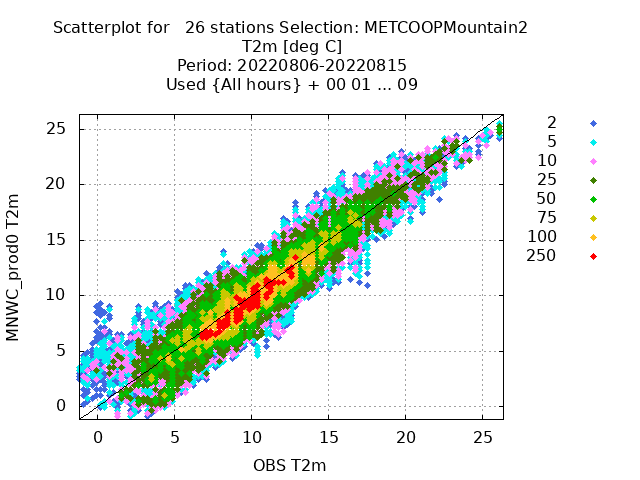 Scatterplot for   26 stations Selection: METCOOPMountain2
T2m [deg C]
Period: 20220806-20220815
Used {All hours} + 00 01 ... 09
MNWC_prod0 T2m
25
20
15
10
5
0
0 5 10 15 20 25
OBS T2m
2
5
10
25
50
75
100
250